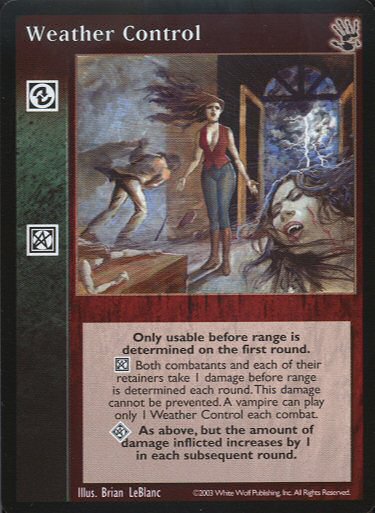 Weather Control
Only usable before range is
determined on the first round.
Both combatants and each of their
retainers take 1 damage before range
is determined each round. This damage
cannot be prevented. A vampire can play
only 1 Weather Control each combat.
As above, but the amount of
damage inflicted increases by 1
in each subsequent round.
Illus. Brian LeBlanc ©2003 White Wolf Publishing, Inc. All Rights Reserved.